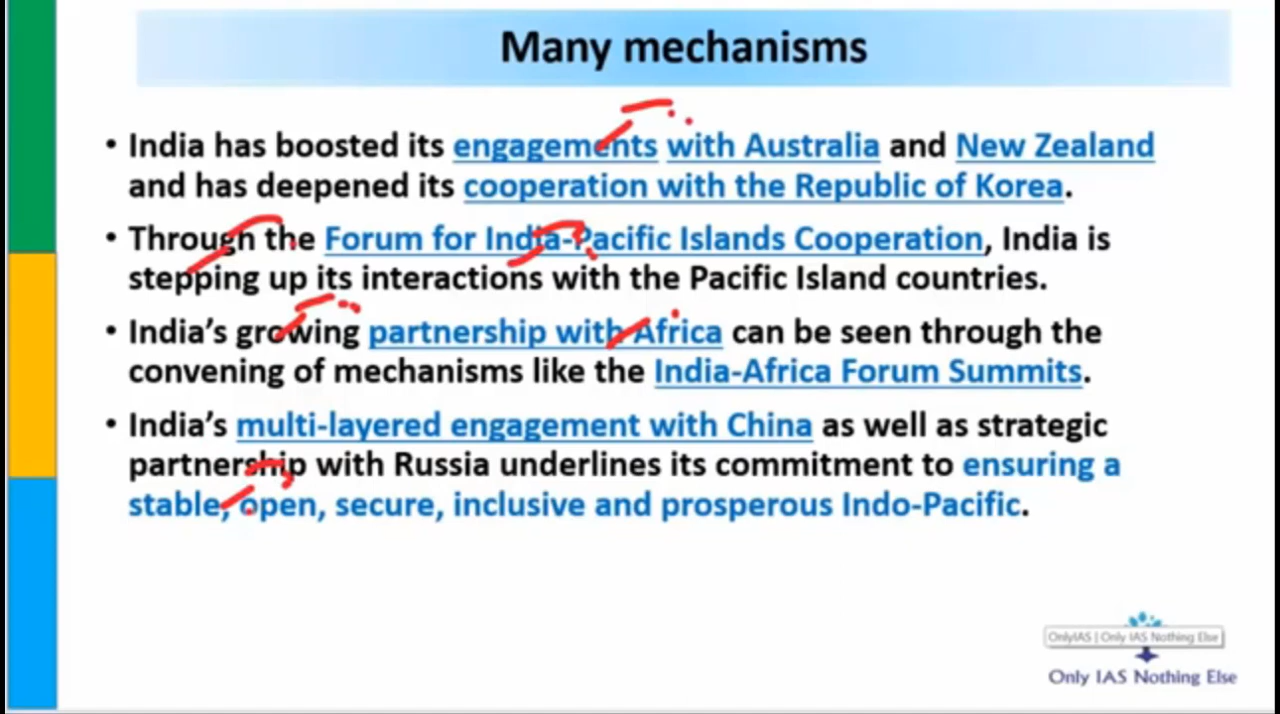 Many mechanisms
• India has boosted its engagements with Australia and New Zealand
and has deepened its cooperation with the Republic of Korea.
• Through the Forum for India-Pacific Islands Cooperation, India is
stepping up its interactions with the Pacific Island countries.
• India's growing partnership with Africa can be seen through the
convening of mechanisms like the India-Africa Forum Summits.
• India's multi-layered engagement with China as well as strategic
partnership with Russia underlines its commitment to ensuring a
stable, open, secure, inclusive and prosperous Indo-Pacific.
OnlyIAS | Only IAS Nothing Else
Only IAS Nothing Else